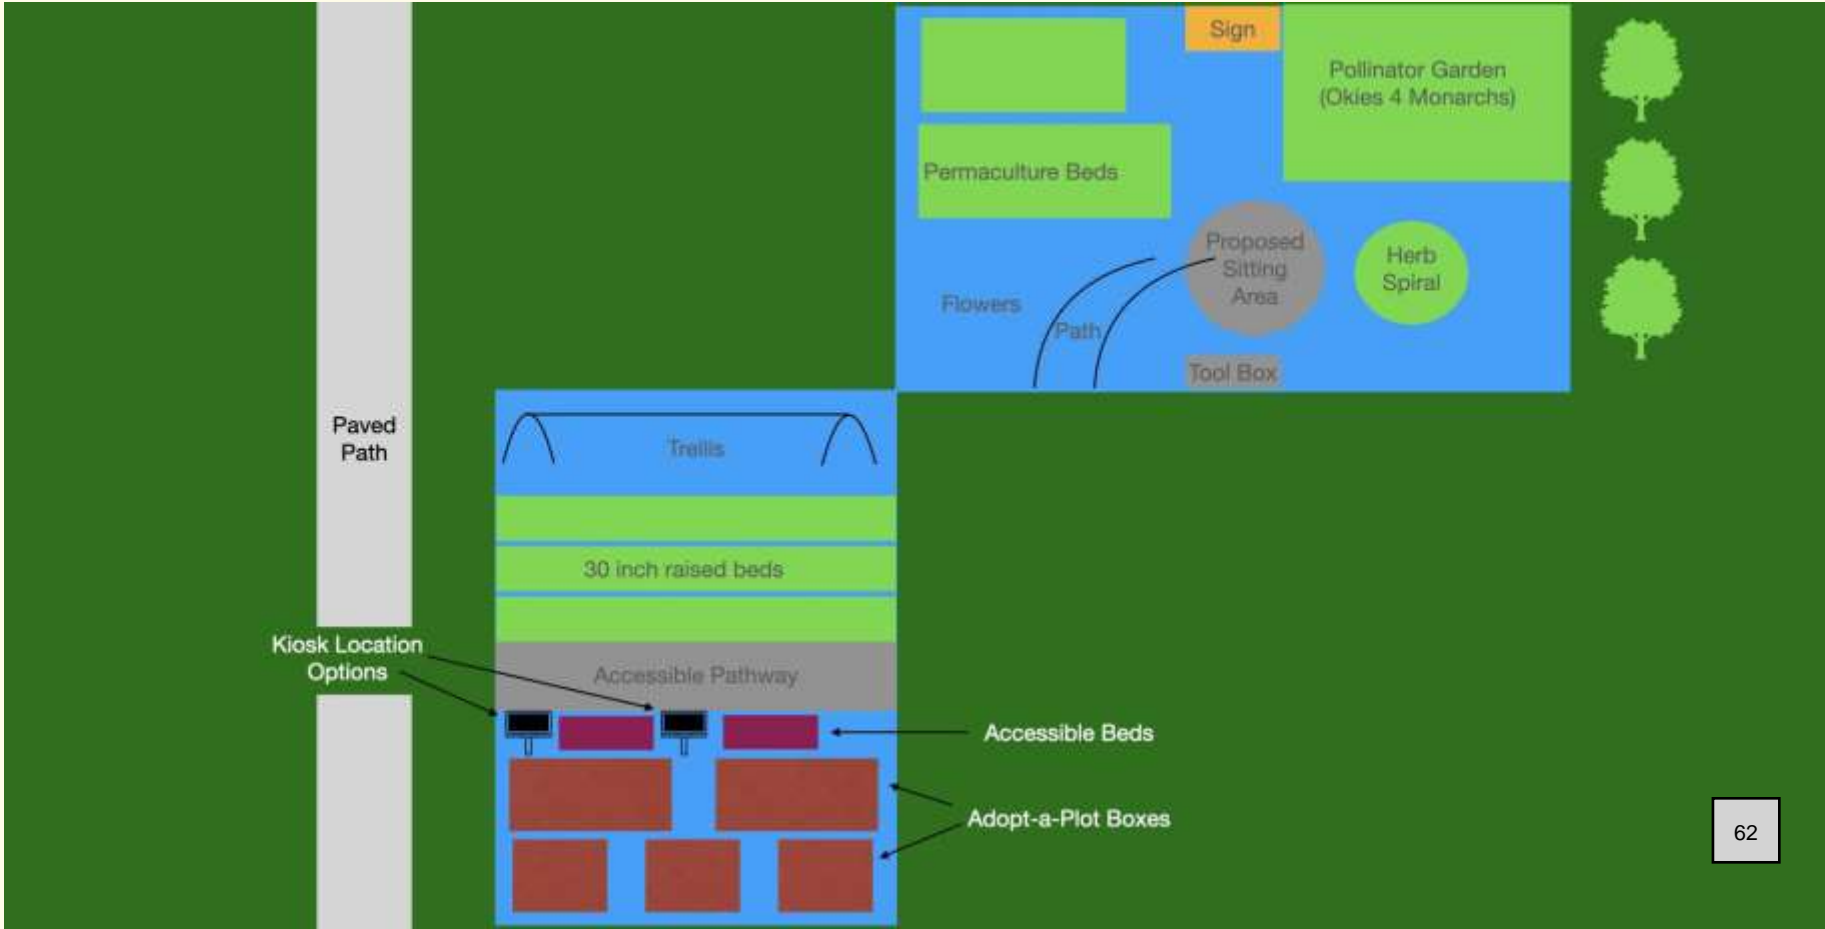 Sign
Pollinator Garden
(Okies 4 Monarchs)
Permaculture Beds
Proposed
Sitting
Area
Herb
Spiral
Flowers
Path
Tool Box
Paved
Path
Trellis
30 inch raised beds
Kiosk Location
Options
Accessible Pathway
Accessible Beds
Adopt-a-Plot Boxes
62